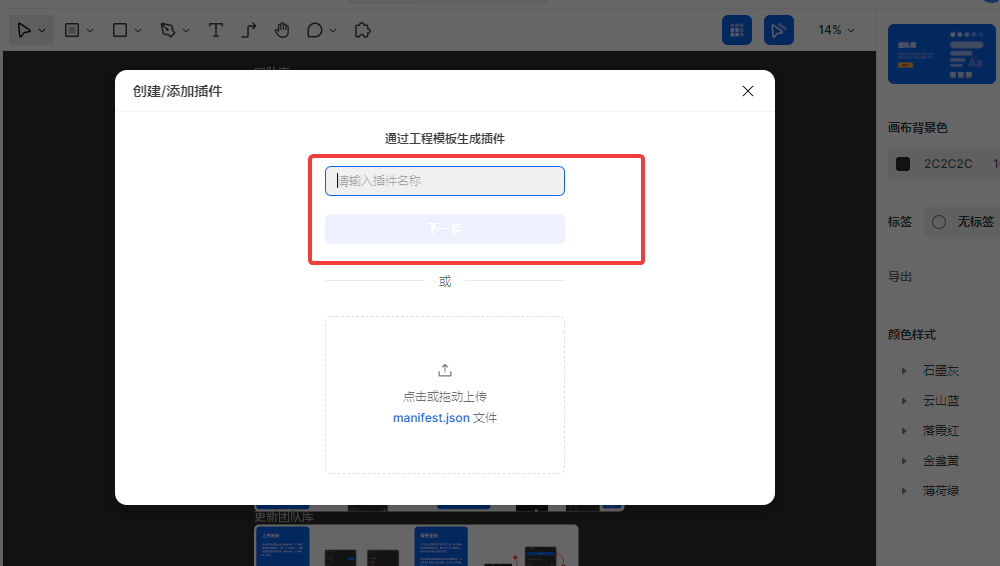 14%
团队库
Aa
创建/添加插件
通过工程模板生成插件
请输入插件名称
下一步
或
点击或拖动上传
manifest.json 文件
画布背景色
2C2C2C
标签
无标签
导出
颜色样式
石墨灰
云山蓝
落霞红
金盏黄
薄荷绿
更新团队库